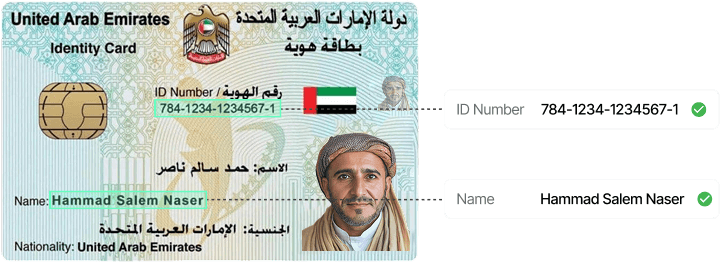 United Arab Emirates دولة الإمارات العربية المتحدة
Identity Card بطاقة هوية
ID Number / رقم الهوية
784-1234-1234567-1
ID Number 784-1234-1234567-1
الاسم: حمد سالم ناصر
Name: Hammad Salem Naser
Name Hammad Salem Naser
الجنسية: الإمارات العربية المتحدة
Nationality: United Arab Emirates